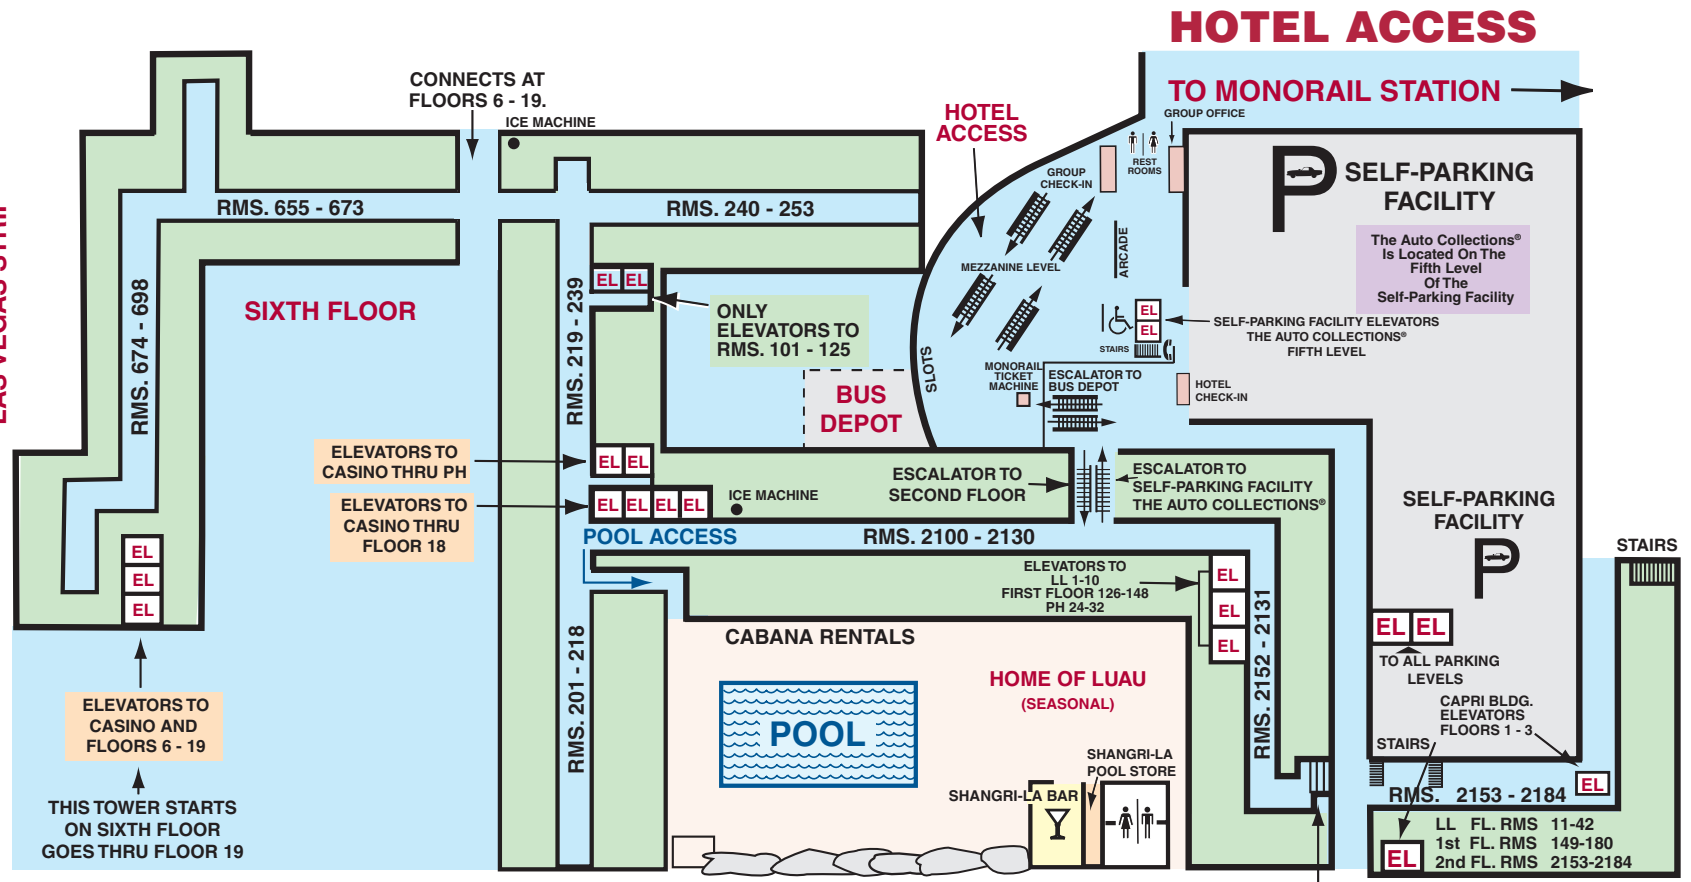 HOTEL ACCESS
TO MONORAIL STATION
CONNECTS AT
FLOORS 6 - 19.
ICE MACHINE
HOTEL
ACCESS
GROUP OFFICE
REST
ROOMS
GROUP
CHECK-IN
P
SELF-PARKING
FACILITY
RMS. 655 - 673
RMS. 240 - 253
The Auto Collections®
Is Located On The
Fifth Level
Of The
Self-Parking Facility
ARCADE
MEZZANINE LEVEL
LAS VEGAS STRIP
RMS. 674 - 698
SIXTH FLOOR
RMS. 219 - 239
EL EL
ONLY
ELEVATORS TO
RMS. 101 - 125
EL
EL
SELF-PARKING FACILITY ELEVATORS
THE AUTO COLLECTIONS®
FIFTH LEVEL
STAIRS
SLOTS
MONORAIL
TICKET
MACHINE
ESCALATOR TO
BUS DEPOT
HOTEL
CHECK-IN
BUS
DEPOT
ELEVATORS TO
CASINO THRU PH
EL EL
ESCALATOR TO
SECOND FLOOR
ESCALATOR TO
SELF-PARKING FACILITY
THE AUTO COLLECTIONS®
ELEVATORS TO
CASINO THRU
FLOOR 18
EL EL EL EL
ICE MACHINE
SELF-PARKING
FACILITY
P
POOL ACCESS
RMS. 2100 - 2130
STAIRS
EL
EL
EL
ELEVATORS TO
LL 1-10
FIRST FLOOR 126-148
PH 24-32
EL
EL
EL
RMS. 2152 - 2131
EL EL
TO ALL PARKING
LEVELS
RMS. 201 - 218
CABANA RENTALS
HOME OF LUAU
(SEASONAL)
POOL
ELEVATORS TO
CASINO AND
FLOORS 6 - 19
CAPRI BLDG.
ELEVATORS
FLOORS 1 - 3
STAIRS
SHANGRI-LA
POOL STORE
SHANGRI-LA BAR
EL
RMS. 2153 - 2184
THIS TOWER STARTS
ON SIXTH FLOOR
GOES THRU FLOOR 19
EL
LL FL. RMS 11-42
1st FL. RMS 149-180
2nd FL. RMS 2153-2184